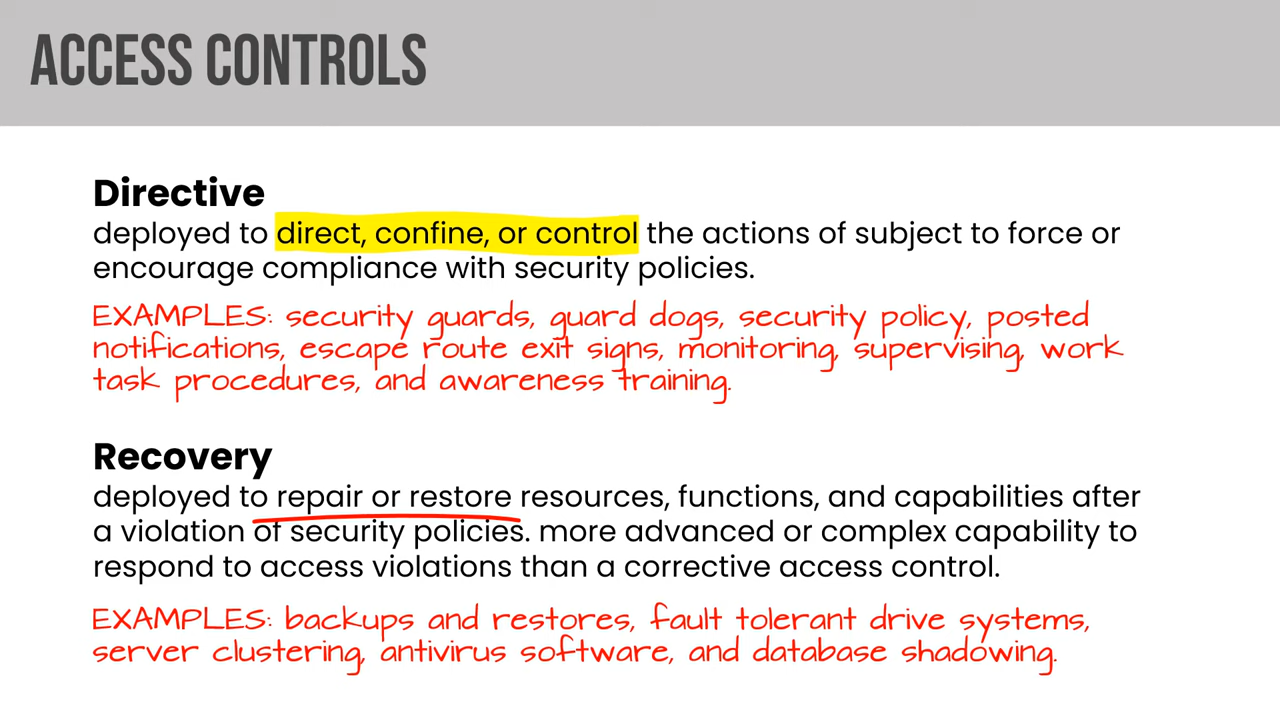 ACCESS CONTROLS
Directive
deployed to direct, confine, or control the actions of subject to force or
encourage compliance with security policies.
EXAMPLES: security guards, guard dogs, security policy, posted
notifications, escape route exit signs, monitoring, supervising, work
task procedures, and awareness training.
Recovery
deployed to repair or restore resources, functions, and capabilities after
a violation of security policies. more advanced or complex capability to
respond to access violations than a corrective access control.
EXAMPLES: backups and restores, fault tolerant drive systems,
server clustering, antivirus software, and database shadowing.